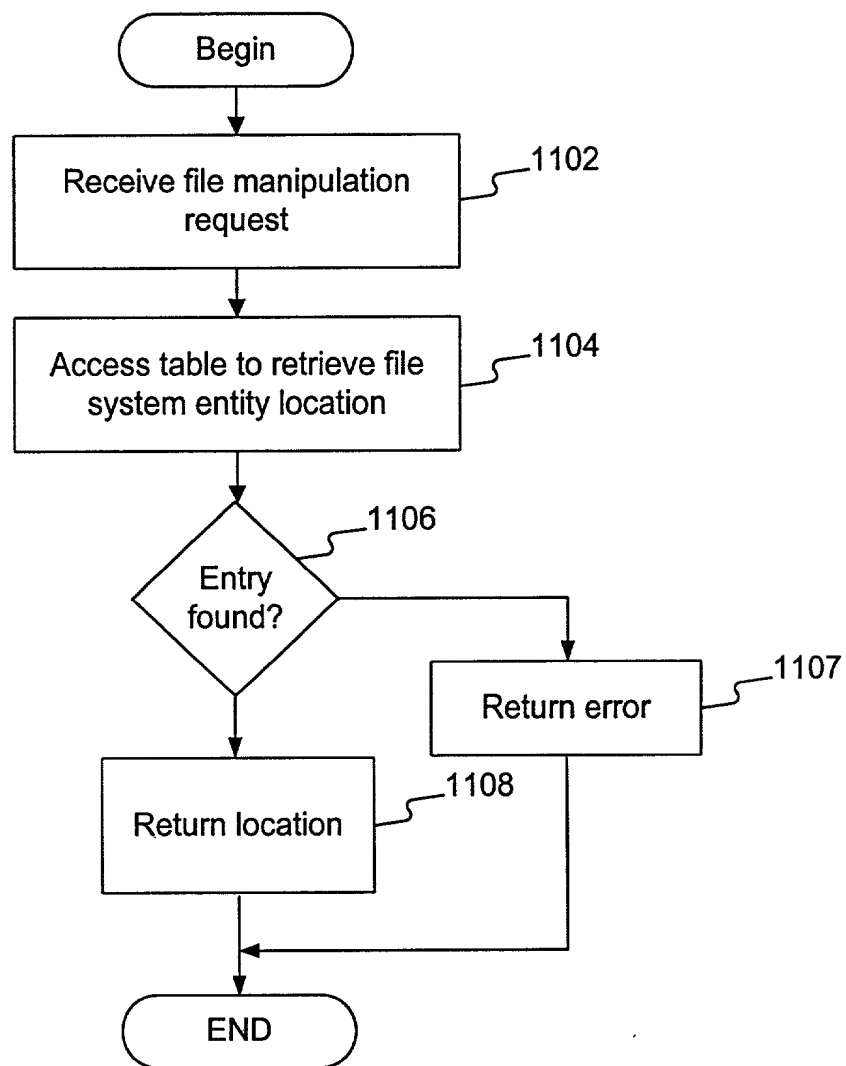 Begin
Receive file manipulation
request
1102
Access table to retrieve file
system entity location
1104
1106
Entry
found?
Return error
1107
Return location
1108
END